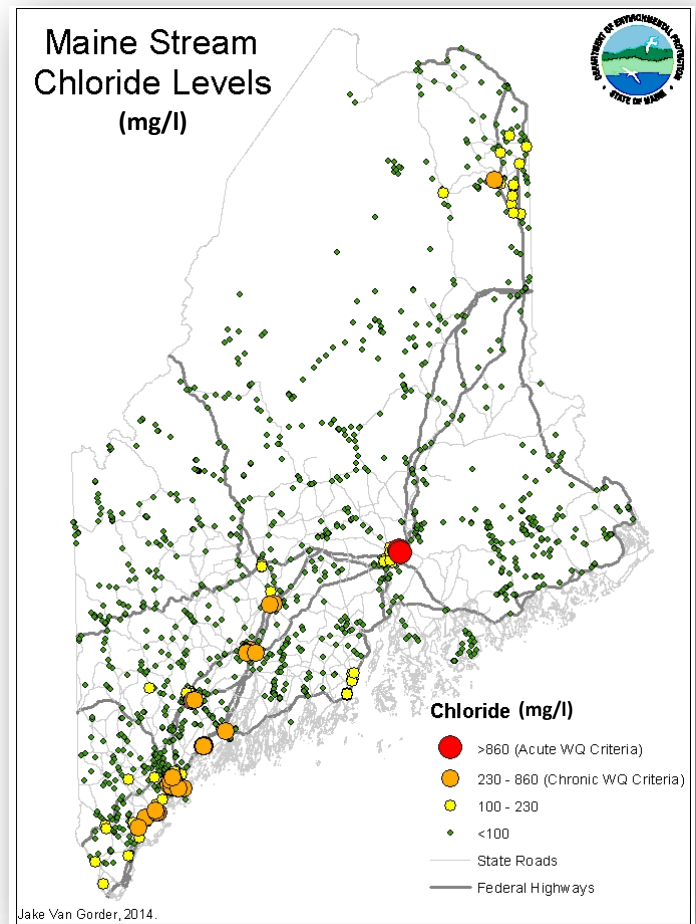 Maine Stream
Chloride Levels
(mg/l)
DEPARTMENT OF ENVIRONMENTAL PROTECTION
STATE OF MAINE
Chloride (mg/l)
>860 (Acute WQ Criteria)
230 - 860 (Chronic WQ Criteria)
100 - 230
<100
State Roads
Federal Highways
Jake Van Gorder, 2014.